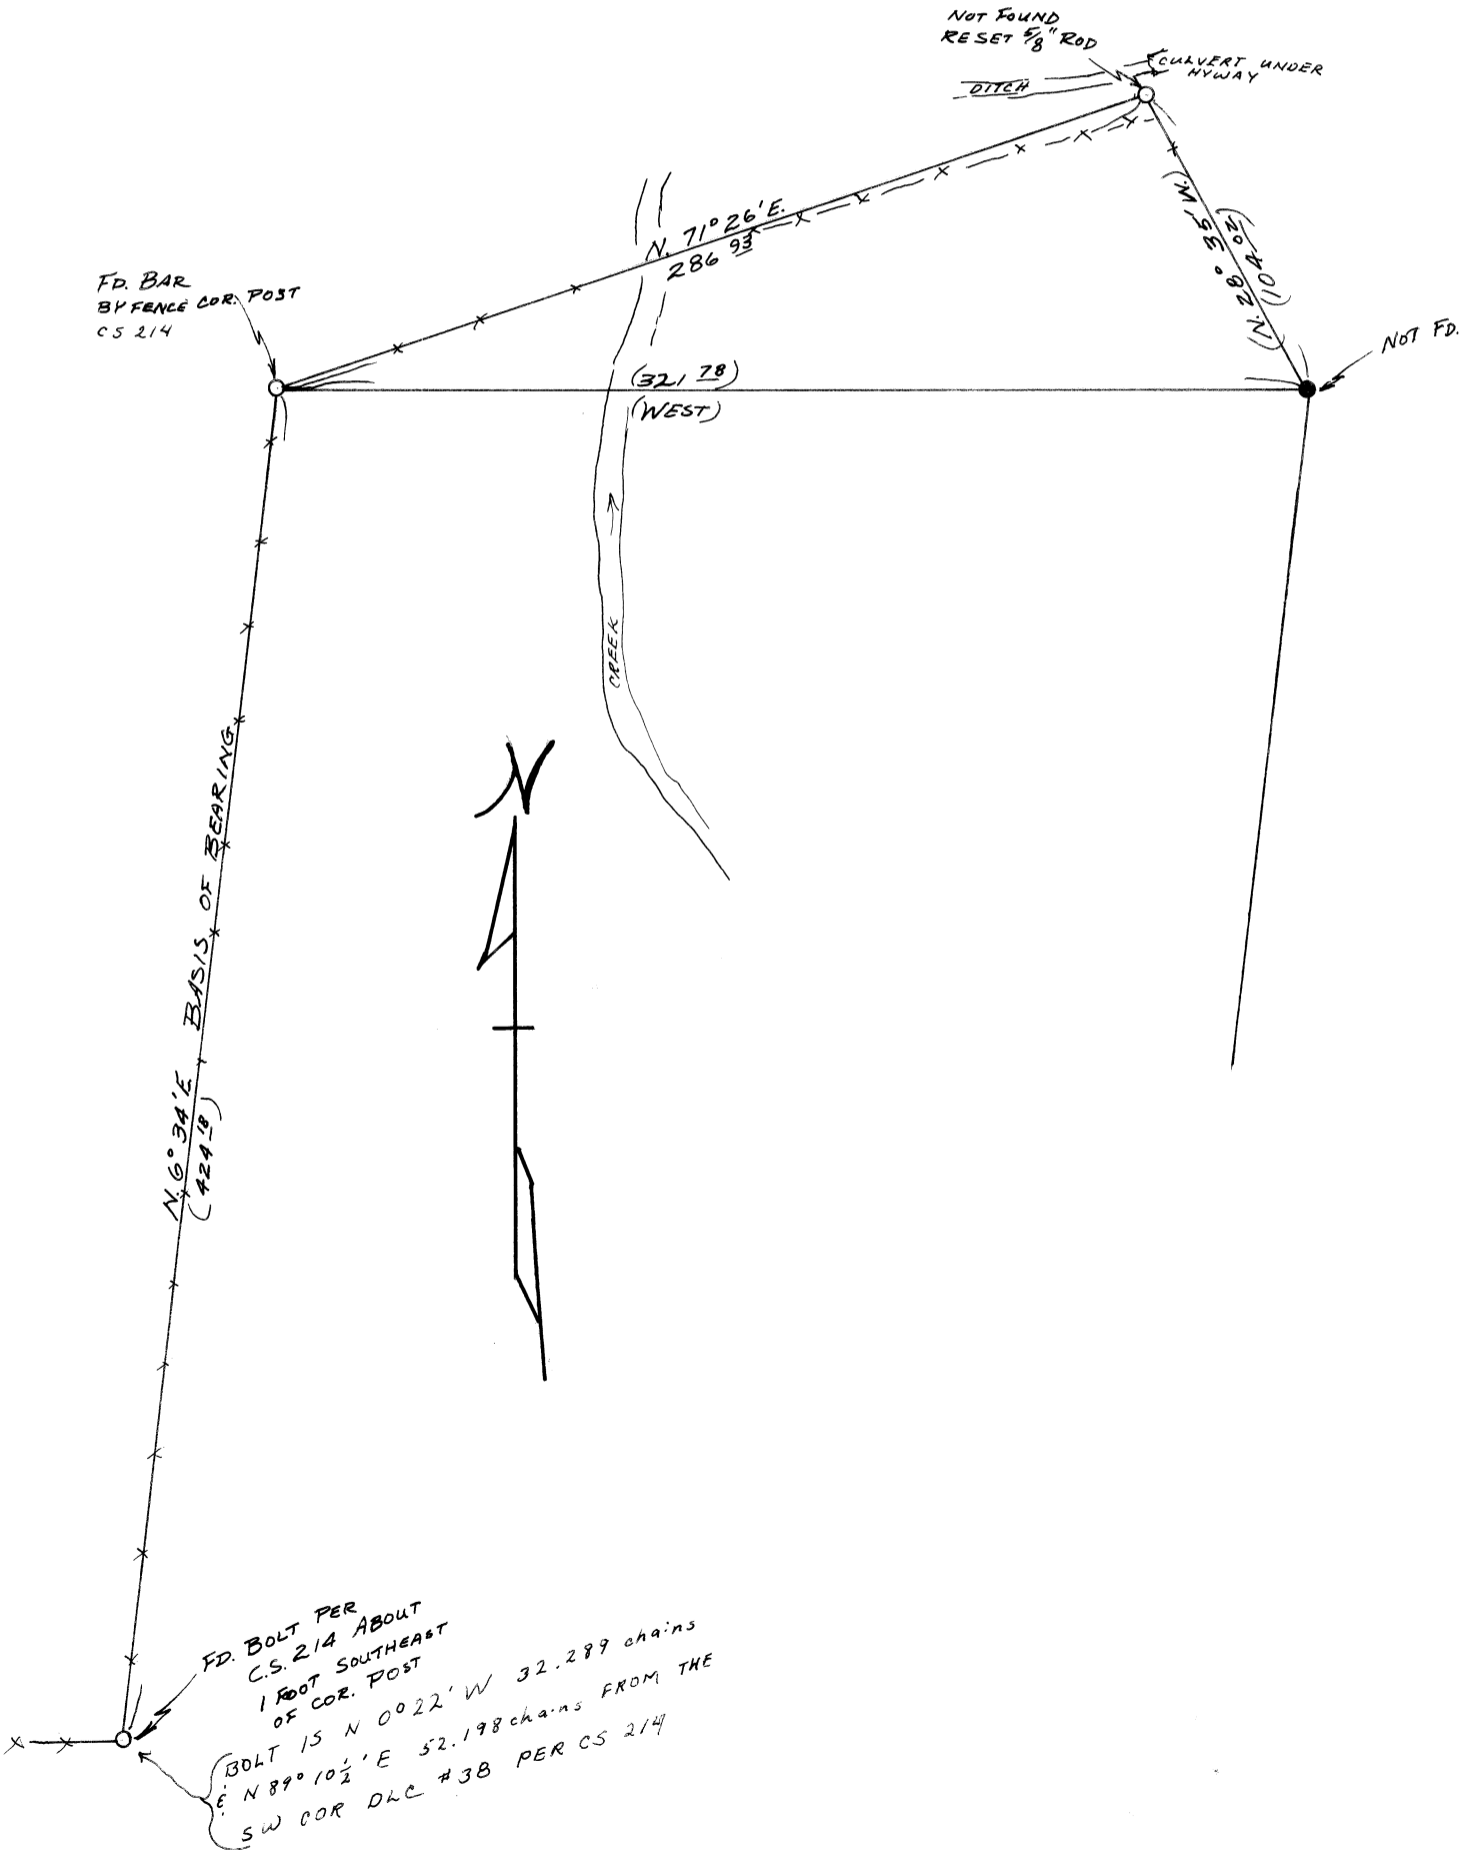 NOT FOUND
RESET 5/8" ROD
CULVERT UNDER
HYWAY
DITCH
N. 71° 26' E.
286 93
(N. 28° 35' W.)
(104.02)
FD. BAR
BY FENCE COR. POST
CS 214
NOT FD.
(321 78)
(WEST)
CREEK
N
N. 6° 34' E. BASIS OF BEARING
(424 18)
FD. BOLT PER
C.S. 214 ABOUT
1 FOOT SOUTHEAST
OF COR. POST
BOLT IS N 0° 22' W 32.289 chains
& N 89° 10 1/2' E 52.198 chains FROM THE
SW COR DLC #38 PER CS 214